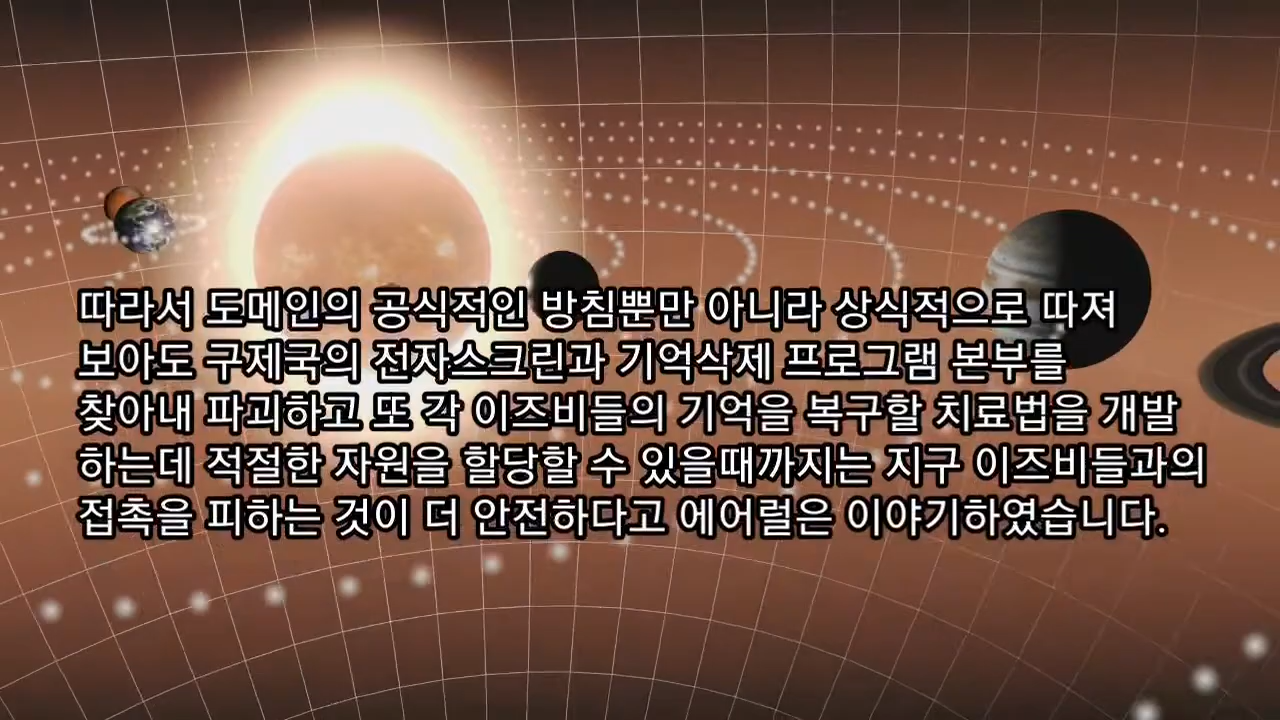 따라서 도메인의 공식적인 방침뿐만 아니라 상식적으로 따져
보아도 구제국의 전자스크린과 기억삭제 프로그램 본부를
찾아내 파괴하고 또 각 이즈비들의 기억을 복구할 치료법을 개발
하는데 적절한 자원을 할당할 수 있을때까지는 지구 이즈비들과의
접촉을 피하는 것이 더 안전하다고 에어럴은 이야기하였습니다.